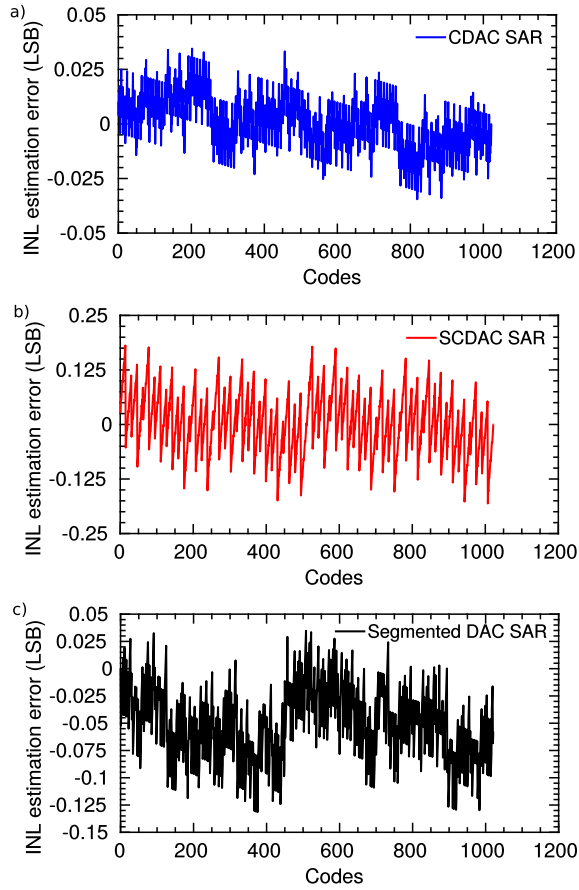 a)
INL estimation error (LSB)
0.05
0.025
0
-0.025
-0.05
CDAC SAR
0 200 400 600 800 1000 1200
Codes
b)
INL estimation error (LSB)
0.25
0.125
0
-0.125
-0.25
SCDAC SAR
0 200 400 600 800 1000 1200
Codes
c)
INL estimation error (LSB)
0.05
0.025
0
-0.025
-0.05
-0.075
-0.1
-0.125
-0.15
Segmented DAC SAR
0 200 400 600 800 1000 1200
Codes